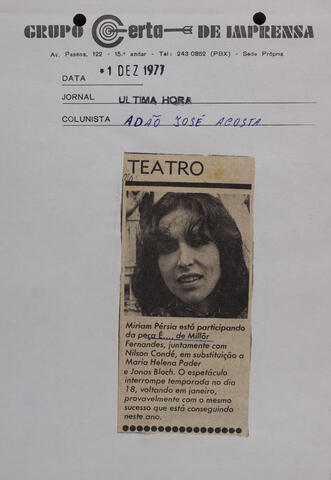 GRUPO Certa DE IMPRENSA
Av. Passos, 122 - 15.º andar - Tel: 243-0862 (PBX) - Sede Própria
DATA 1 DEZ 1977
JORNAL ULTIMA HORA
COLUNISTA ADÃO JOSÉ ACOSTA
TEATRO
Miriam Pérsia está participando
da peça É..., de Millôr
Fernandes, juntamente com
Nilson Condé, em substituição a
Maria Helena Pader
e Jonas Bloch. O espetáculo
interrompe temporada no dia
18, voltando em janeiro,
provavelmente com o mesmo
sucesso que está conseguindo
neste ano.